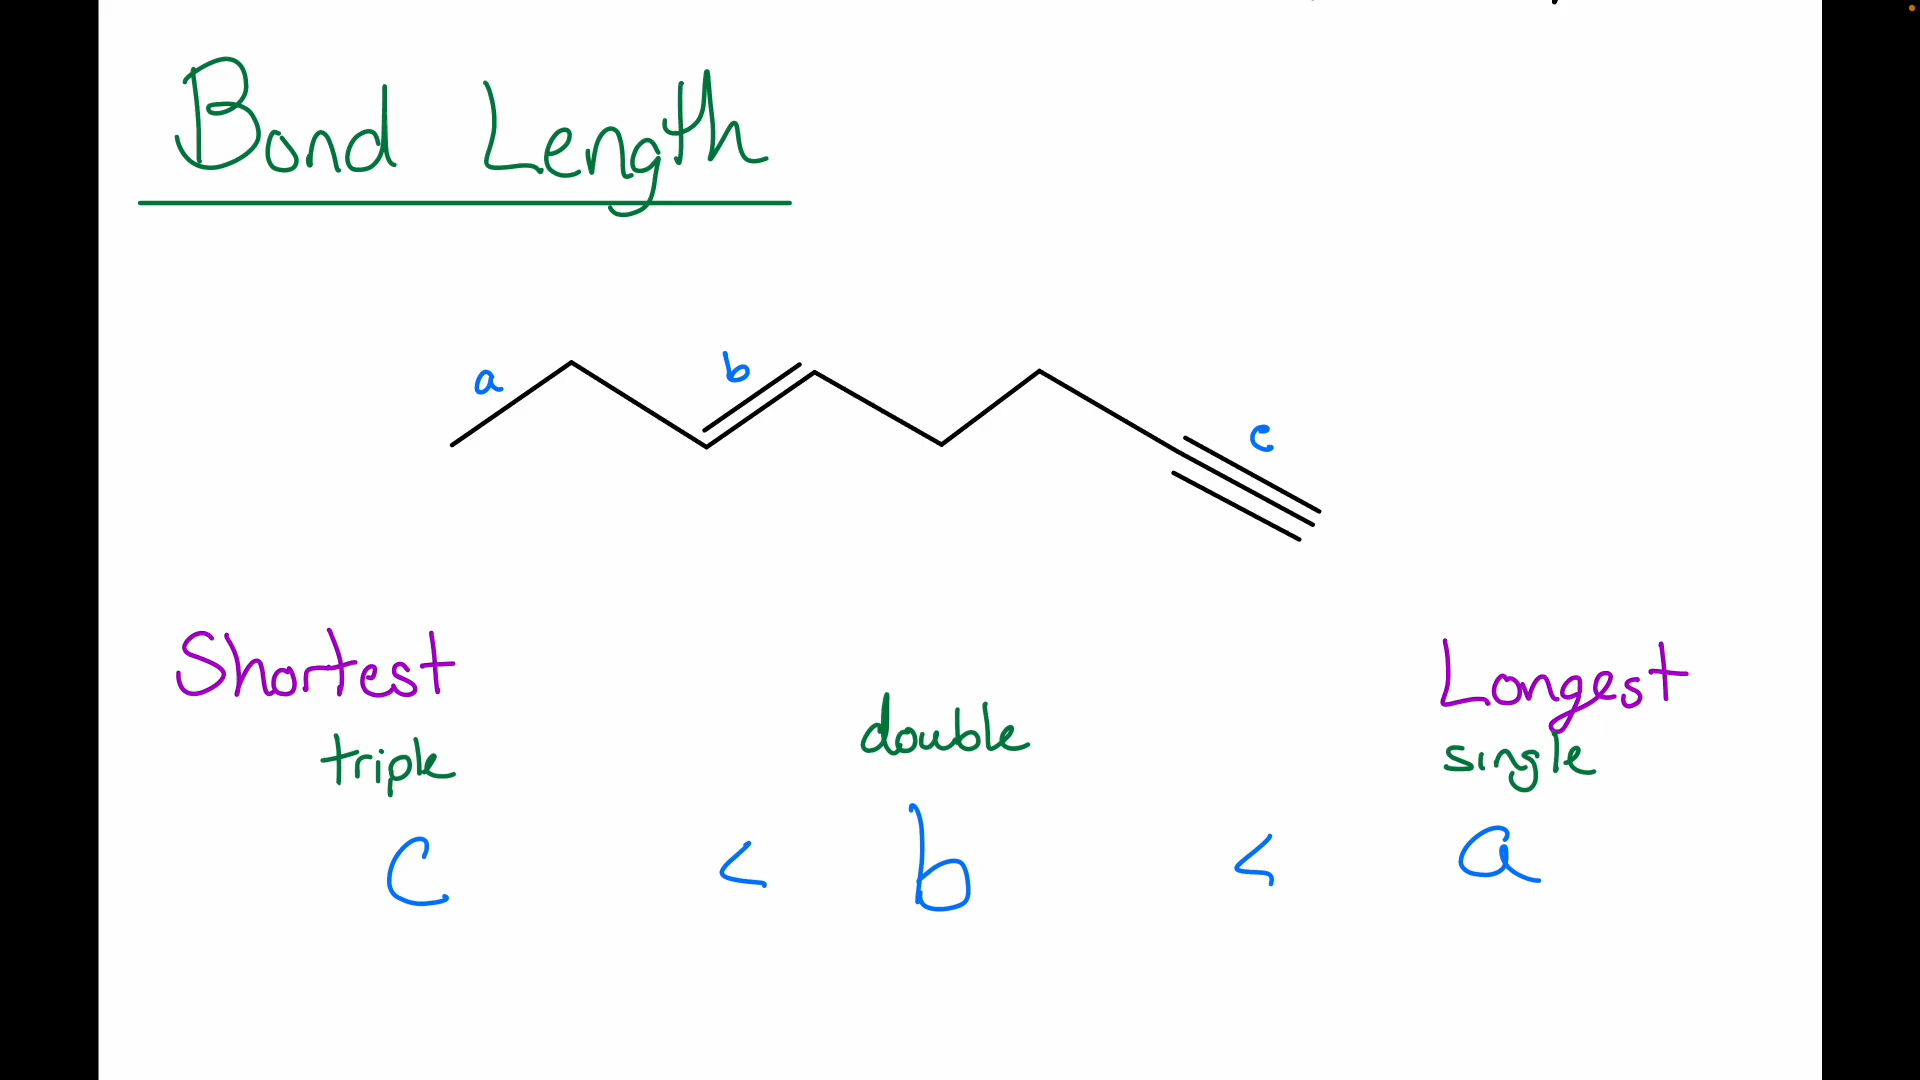 Bond Length
a b c
Shortest Longest
triple double single
c < b < a